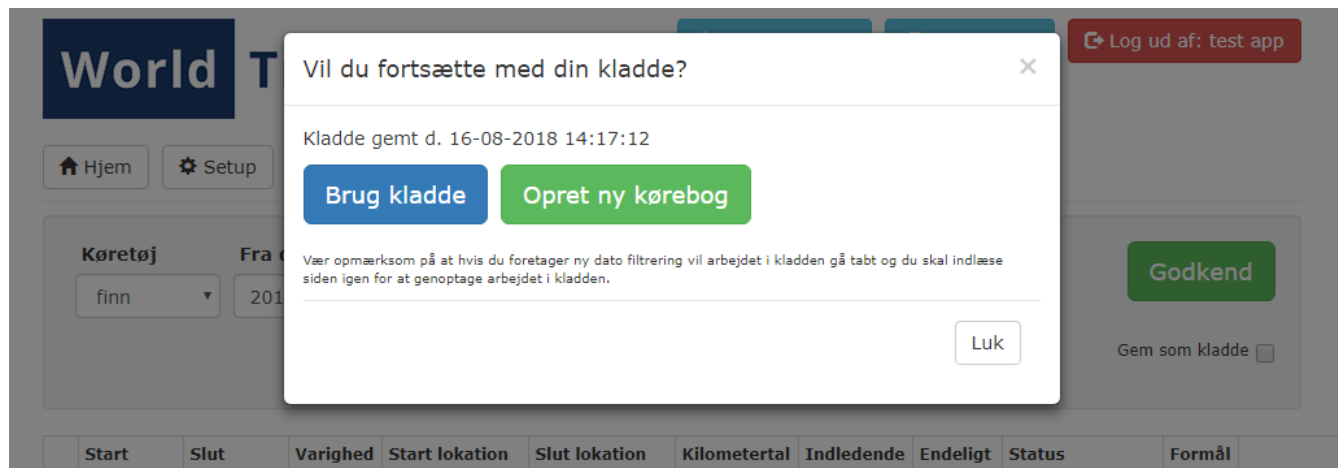 World T
Log ud af: test app
Vil du fortsætte med din kladde?
×
Kladde gemt d. 16-08-2018 14:17:12
Hjem
Setup
Brug kladde
Opret ny kørebog
Køretøj
Fra
Vær opmærksom på at hvis du foretager ny dato filtrering vil arbejdet i kladden gå tabt og du skal indlæse
siden igen for at genoptage arbejdet i kladden.
Godkend
finn
201
Luk
Gem som kladde
Start Slut Varighed Start lokation Slut lokation Kilometertal Indledende Endeligt Status Formål